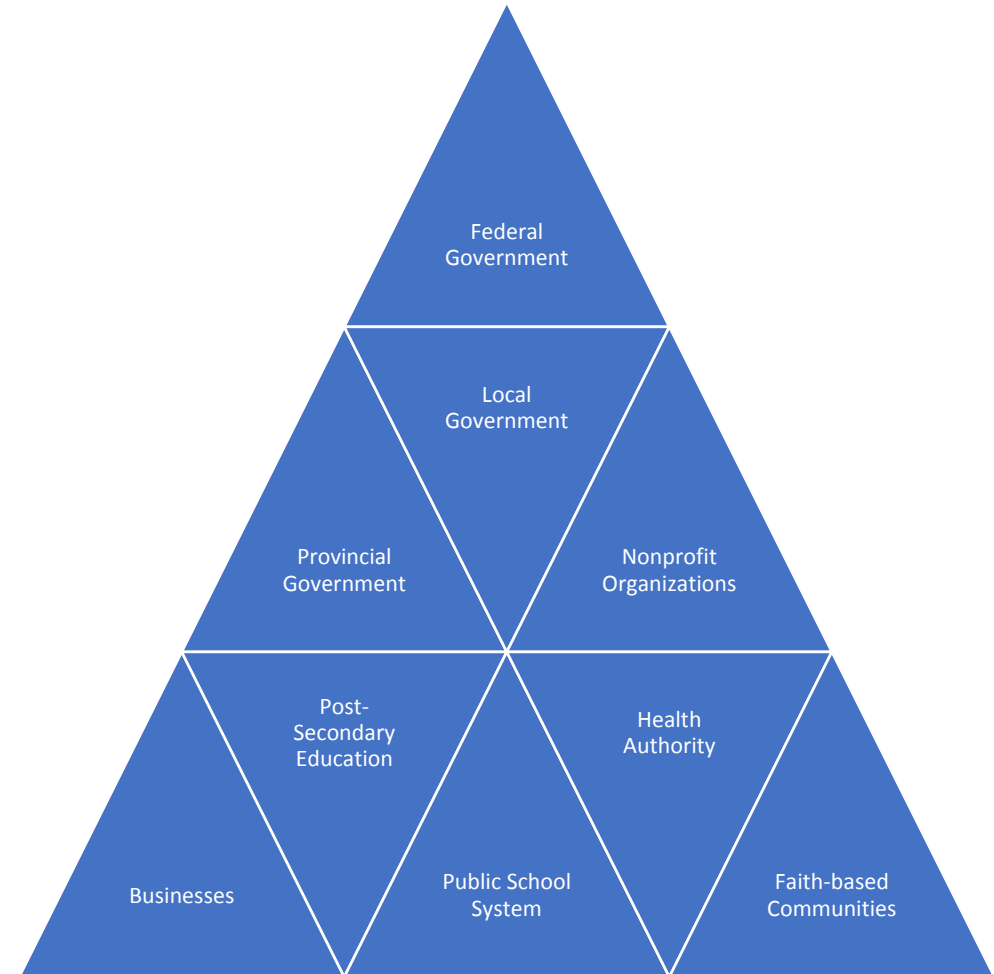 Federal
Government
Local
Government
Provincial
Government
Nonprofit
Organizations
Post-
Secondary
Education
Health
Authority
Businesses
Public School
System
Faith-based
Communities